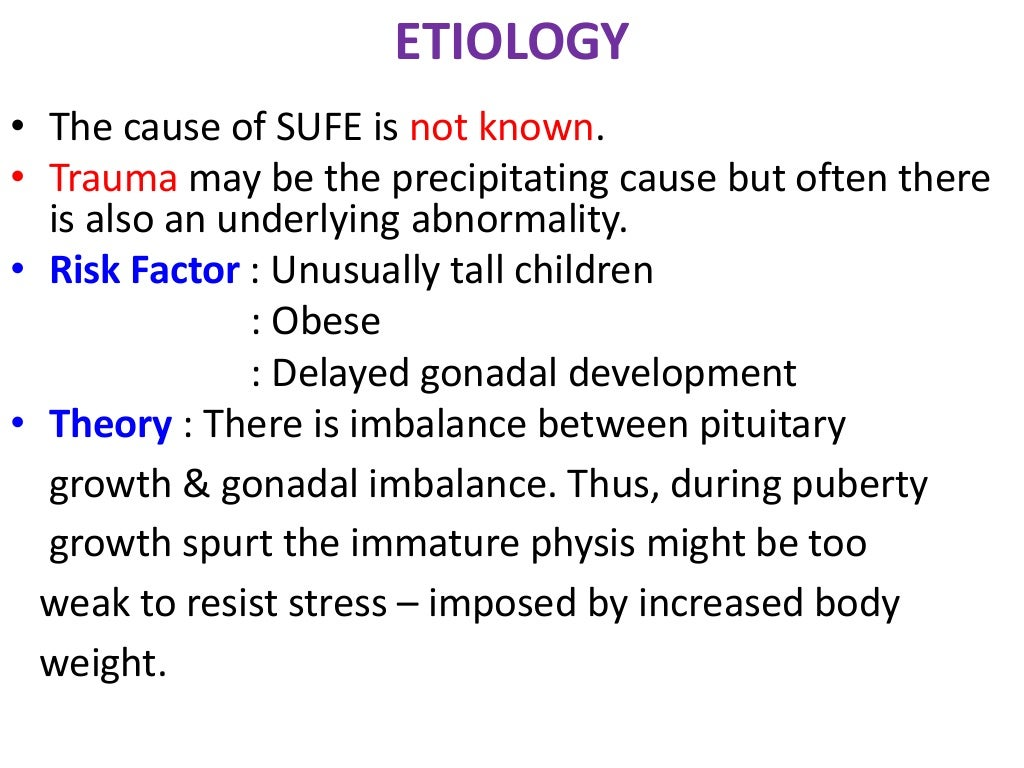 ETIOLOGY
• The cause of SUFE is not known.
• Trauma may be the precipitating cause but often there
is also an underlying abnormality.
• Risk Factor : Unusually tall children
: Obese
: Delayed gonadal development
• Theory : There is imbalance between pituitary
growth & gonadal imbalance. Thus, during puberty
growth spurt the immature physis might be too
weak to resist stress – imposed by increased body
weight.